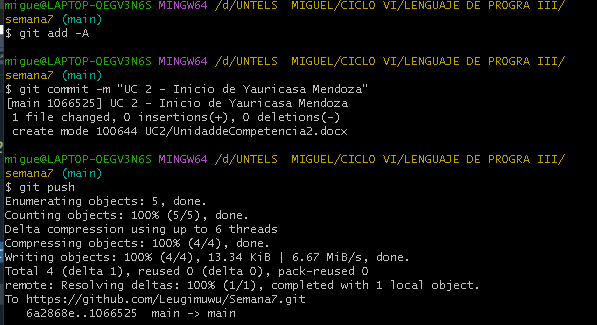 migue@LAPTOP-OEGV3N6S MINGW64 /d/UNTELS  MIGUEL/CICLO VI/LENGUAJE DE PROGRA III/
semana7 (main)
$ git add -A
migue@LAPTOP-OEGV3N6S MINGW64 /d/UNTELS  MIGUEL/CICLO VI/LENGUAJE DE PROGRA III/
semana7 (main)
$ git commit -m "UC 2 - Inicio de Yauricasa Mendoza"
[main 1066525] UC 2 - Inicio de Yauricasa Mendoza
 1 file changed, 0 insertions(+), 0 deletions(-)
 create mode 100644 UC2/UnidaddeCompetencia2.docx
migue@LAPTOP-OEGV3N6S MINGW64 /d/UNTELS  MIGUEL/CICLO VI/LENGUAJE DE PROGRA III/
semana7 (main)
$ git push
Enumerating objects: 5, done.
Counting objects: 100% (5/5), done.
Delta compression using up to 6 threads
Compressing objects: 100% (4/4), done.
Writing objects: 100% (4/4), 13.34 KiB | 6.67 MiB/s, done.
Total 4 (delta 1), reused 0 (delta 0), pack-reused 0
remote: Resolving deltas: 100% (1/1), completed with 1 local object.
To https://github.com/Leugimuwu/Semana7.git
   6a2868e..1066525  main -> main